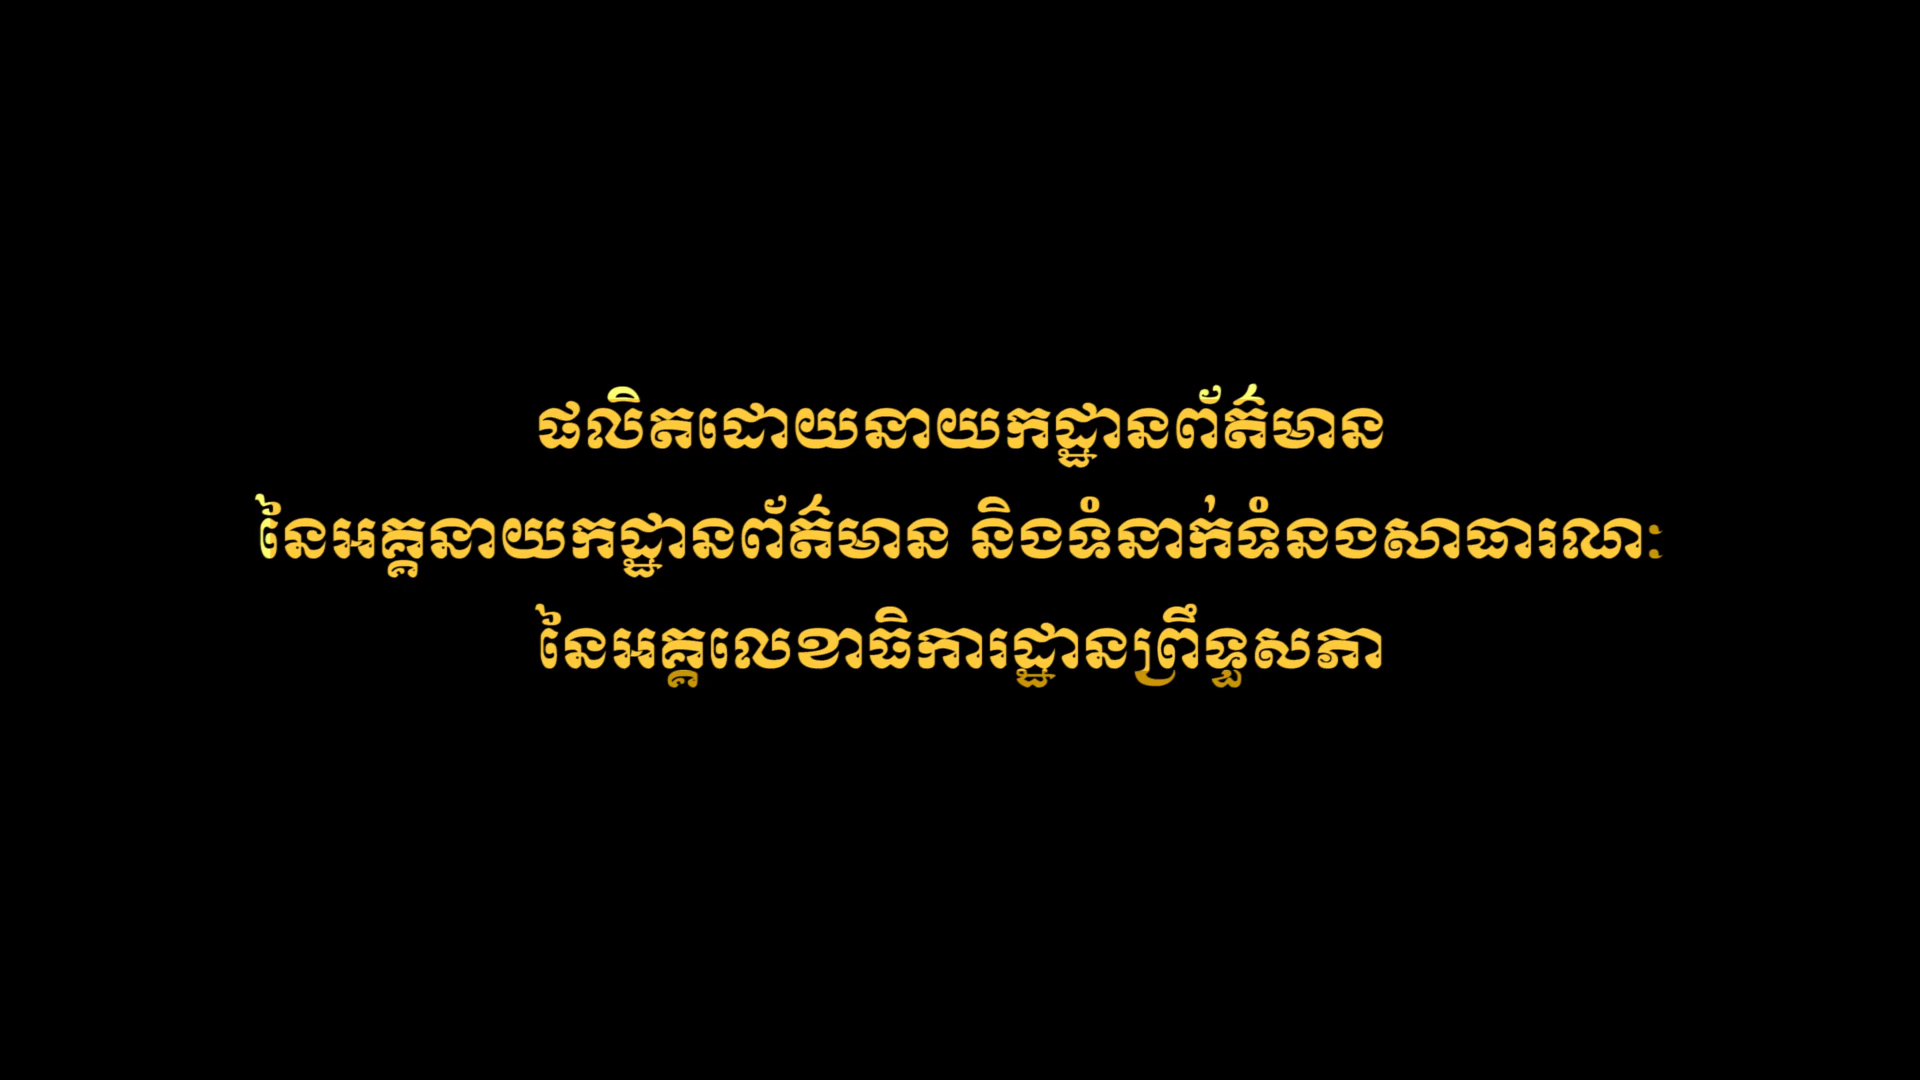 ផលិតដោយនាយកដ្ឋានព័ត៌មាន
នៃអគ្គនាយកដ្ឋានព័ត៌មាន និងទំនាក់ទំនងសាធារណៈ
នៃអគ្គលេខាធិការដ្ឋានព្រឹទ្ធសភា